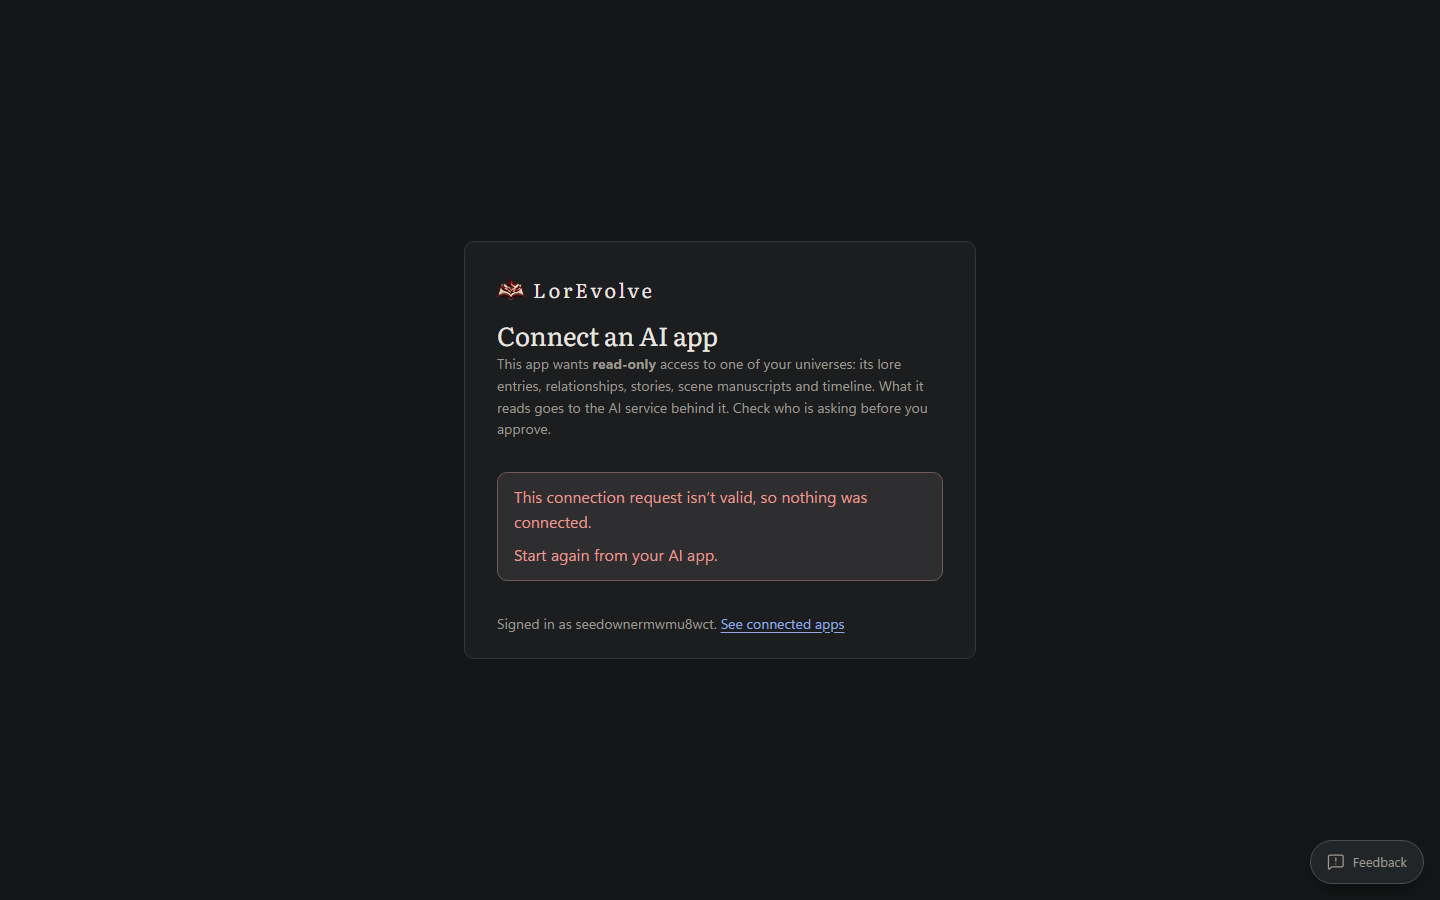 LorEvolve
Connect an AI app
This app wants read-only access to one of your universes: its lore
entries, relationships, stories, scene manuscripts and timeline. What it
reads goes to the AI service behind it. Check who is asking before you
approve.
This connection request isn’t valid, so nothing was
connected.
Start again from your AI app.
Signed in as seedownermwmu8wct. See connected apps
Feedback